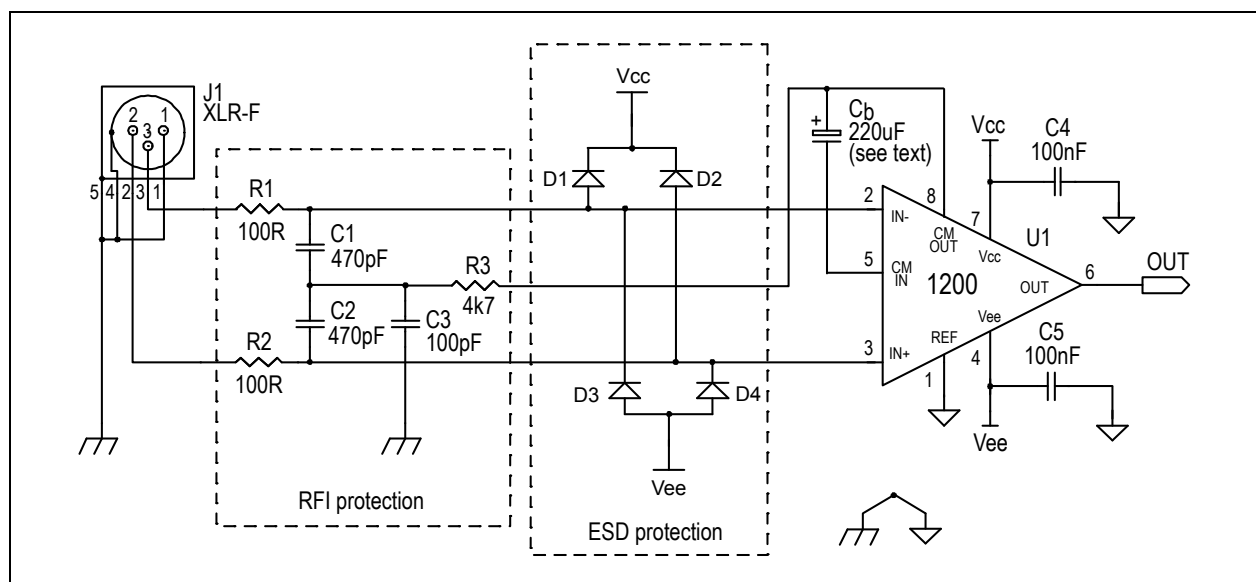 J1
XLR-F
2
1
3
5
4
2
3
1
R1
100R
C1
470pF
R3
4k7
C2
470pF
C3
100pF
R2
100R
RFI protection
Vcc
D1
D2
D3
D4
Vee
ESD protection
+
Cb
220uF
(see text)
2
IN-
8
CM
OUT
7
Vcc
Vcc
C4
100nF
U1
5
CM
IN
1200
OUT
6
OUT
Vee
3
IN+
REF
1
4
C5
100nF
Vee